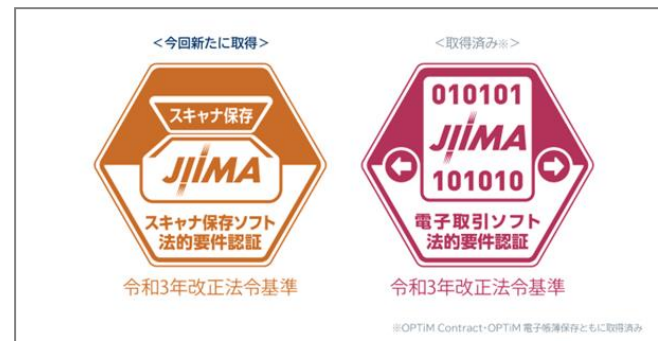 <今回新たに取得>
スキャナ保存
JIIMA
スキャナ保存ソフト
法的要件認証
令和3年改正法令基準
<取得済み※>
010101
JIIMA
101010
電子取引ソフト
法的要件認証
令和3年改正法令基準
※OPTiM Contract・OPTiM 電子帳簿保存ともに取得済み